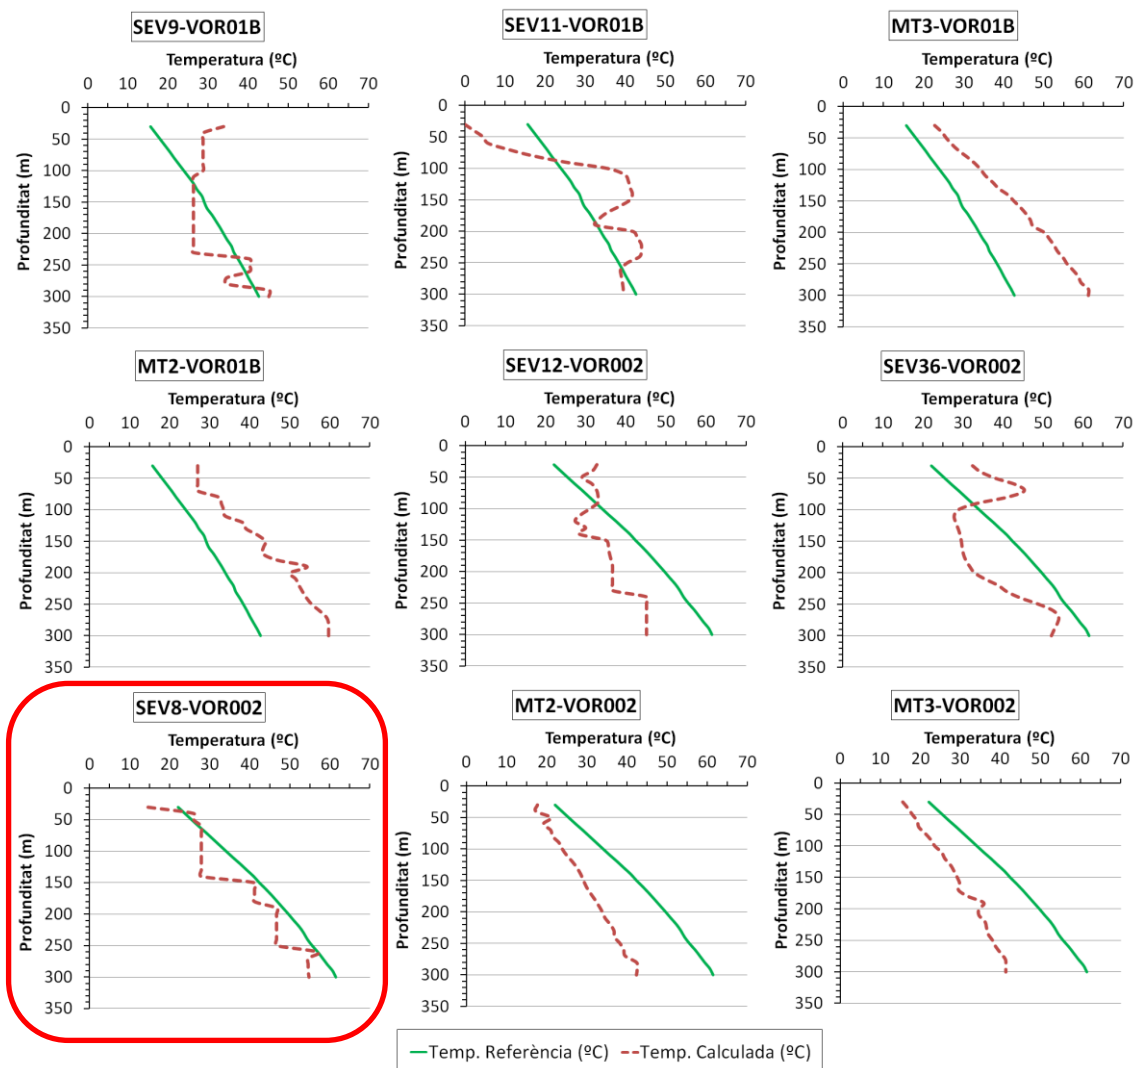 SEV9-VOR01B
Temperatura (ºC)
0 10 20 30 40 50 60 70
Profunditat (m)
0
50
100
150
200
250
300
350
SEV11-VOR01B
Temperatura (ºC)
0 10 20 30 40 50 60 70
Profunditat (m)
0
50
100
150
200
250
300
350
MT3-VOR01B
Temperatura (ºC)
0 10 20 30 40 50 60 70
Profunditat (m)
0
50
100
150
200
250
300
350
MT2-VOR01B
Temperatura (ºC)
0 10 20 30 40 50 60 70
Profunditat (m)
0
50
100
150
200
250
300
350
SEV12-VOR002
Temperatura (ºC)
0 10 20 30 40 50 60 70
Profunditat (m)
0
50
100
150
200
250
300
350
SEV36-VOR002
Temperatura (ºC)
0 10 20 30 40 50 60 70
Profunditat (m)
0
50
100
150
200
250
300
350
SEV8-VOR002
Temperatura (ºC)
0 10 20 30 40 50 60 70
Profunditat (m)
0
50
100
150
200
250
300
350
MT2-VOR002
Temperatura (ºC)
0 10 20 30 40 50 60 70
Profunditat (m)
0
50
100
150
200
250
300
350
MT3-VOR002
Temperatura (ºC)
0 10 20 30 40 50 60 70
Profunditat (m)
0
50
100
150
200
250
300
350
Temp. Referència (ºC) Temp. Calculada (ºC)